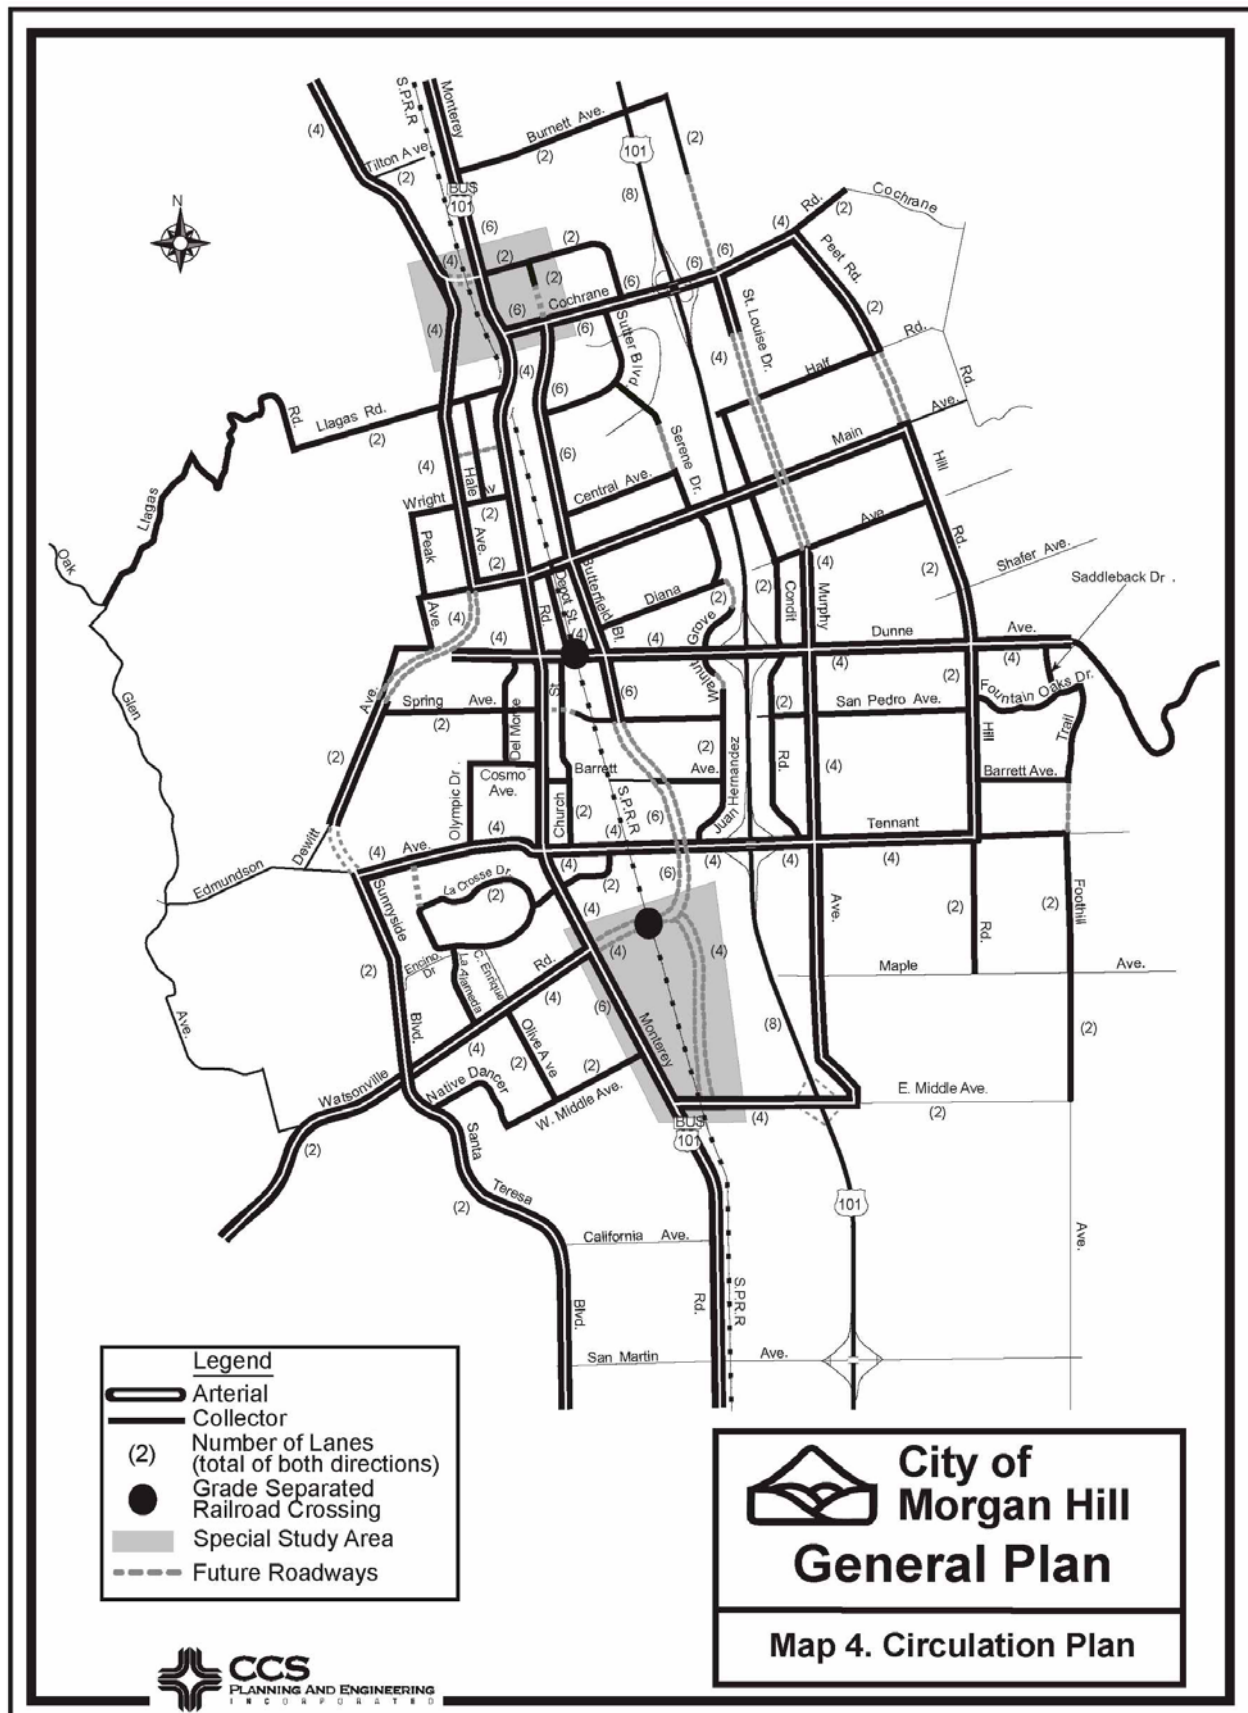 S.P.R.R
Monterey
(4)
Tilton Ave.
(2)
BUS
101
Burnett Ave.
(2)
101
(2)
(8)
N
(6)
(4)
(2)
(2)
(2)
(6)
(6)
(6)
(6)
(6)
(4)
Rd.
(2)
Cochrane
Peet Rd.
(2)
Cochrane
(6)
(4)
(4)
(6)
Sutter Blvd
St. Louise Dr.
(4)
Half
Rd.
Rd.
Ave.
Main
Rd.
Llagas Rd.
(2)
(4)
(6)
Serene Dr.
Hill
Llagas
Wright
Hale
Av
(2)
Central Ave.
Ave.
Rd.
Oak
Peak
Ave.
(2)
Butterfield Bl.
Depot St.
(2)
Condit
(4)
Murphy
(2)
Shafer Ave.
Saddleback Dr .
Ave.
(4)
(4)
Rd.
(4)
Diana
(2)
Grove
(4)
Walnut
Dunne
Ave.
(4)
(4)
Glen
Ave.
Spring Ave.
(2)
Del Monte
St
(6)
(2)
San Pedro Ave.
(2)
Fountain Oaks Dr.
Hill
Trail
(2)
Olympic Dr.
Cosmo
Ave.
Barrett
Ave.
(2)
Juan Hernandez
Rd.
(4)
Barrett Ave.
Church
(2)
S.P.R.R
(6)
(4)
Tennant
Dewitt
(4)
Ave.
(4)
(4)
(4)
(4)
(4)
Edmundson
Sunnyside
La Crosse Dr.
(2)
(2)
(6)
(4)
Ave.
(2)
Rd.
(2)
Foothill
(2)
Encino
Dr
La Alameda
C. Enrique
Rd.
(4)
(4)
(4)
(6)
Maple
Ave.
Ave.
Blvd.
(4)
Olive Ave
(2)
(2)
Monterey
(8)
(2)
Watsonville
Native Dancer
W. Middle Ave.
E. Middle Ave.
(4)
(2)
BUS
101
(2)
Santa
Teresa
(2)
101
California Ave.
Ave.
Blvd.
Rd.
S.P.R.R
San Martin
Ave.
Legend
Arterial
Collector
(2) Number of Lanes
(total of both directions)
Grade Separated
Railroad Crossing
Special Study Area
Future Roadways
City of
Morgan Hill
General Plan
Map 4. Circulation Plan
CCS
PLANNING AND ENGINEERING
INCORPORATED